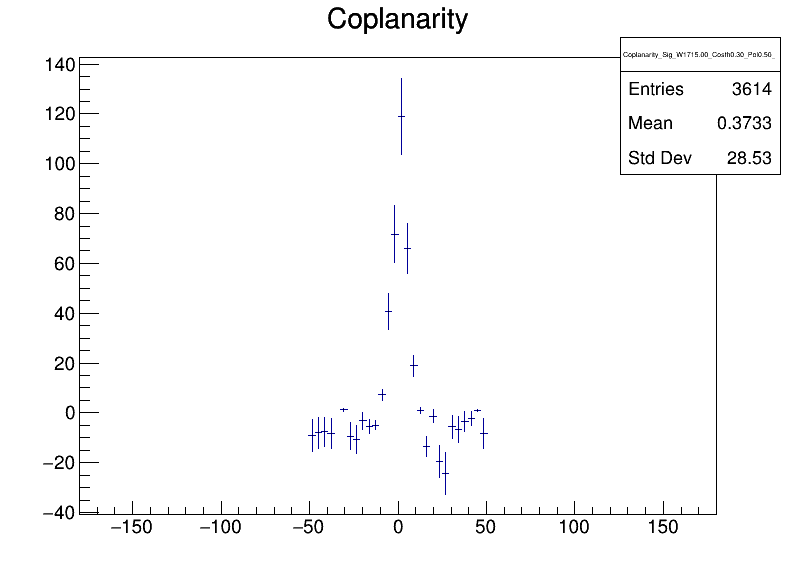 Coplanarity
Coplanarity_Sig_W1715.00_Costh0.30_Pol0.50_
Entries 3614
Mean 0.3733
Std Dev 28.53
140
120
100
80
60
40
20
0
−20
−40
−150 −100 −50 0 50 100 150